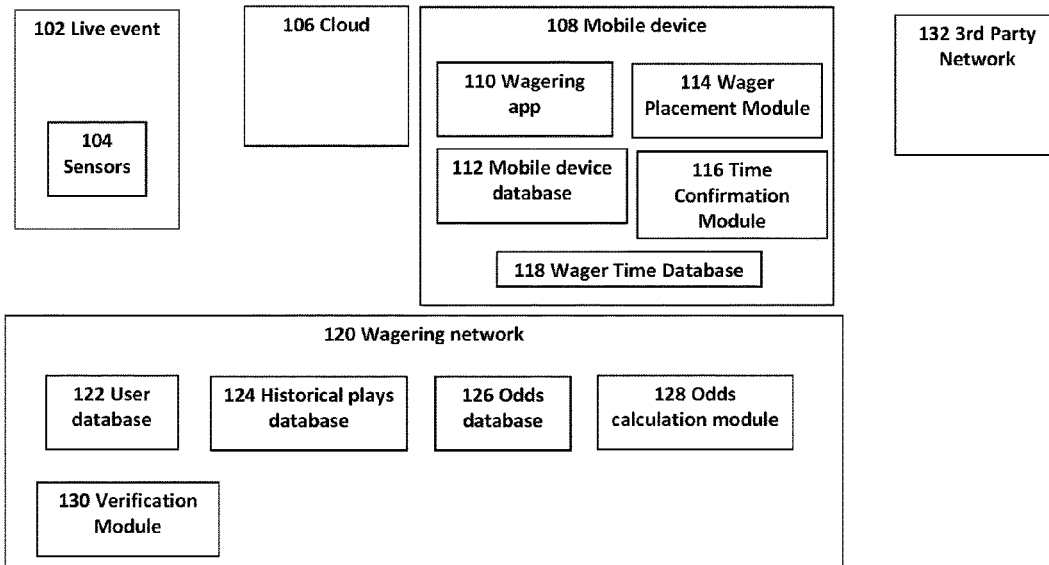 102 Live event
104
Sensors
106 Cloud
108 Mobile device
110 Wagering
app
114 Wager
Placement Module
112 Mobile device
database
116 Time
Confirmation
Module
118 Wager Time Database
132 3rd Party
Network
120 Wagering network
122 User
database
124 Historical plays
database
126 Odds
database
128 Odds
calculation module
130 Verification
Module